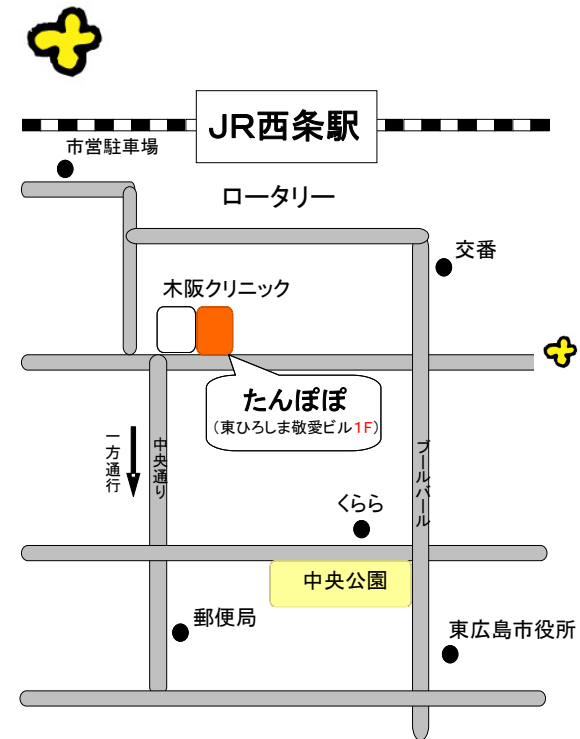 JR西条駅
市営駐車場
ロータリー
交番
木阪クリニック
たんぽぽ
(東ひろしま敬愛ビル1F)
一方通行
中央通り
ブールバール
くらら
中央公園
郵便局
東広島市役所